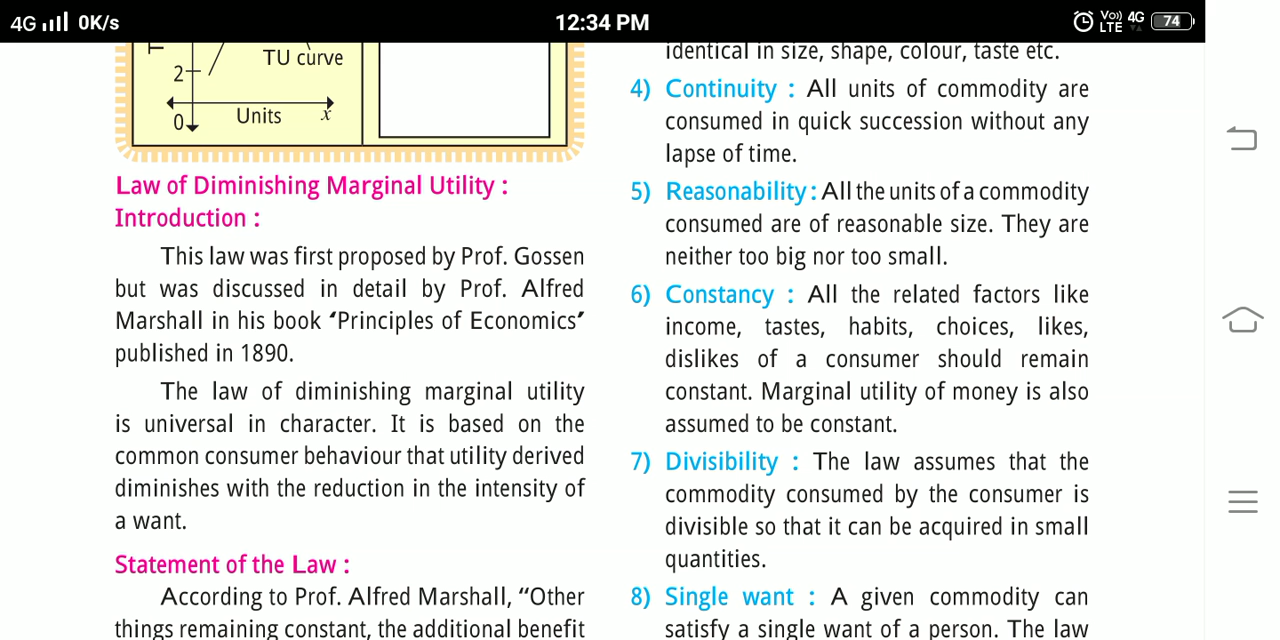 4G 0K/s 12:34 PM Vo)) LTE 4G 74
2
TU curve
0
Units x
Law of Diminishing Marginal Utility :
Introduction :
This law was first proposed by Prof. Gossen
but was discussed in detail by Prof. Alfred
Marshall in his book ‘Principles of Economics’
published in 1890.
The law of diminishing marginal utility
is universal in character. It is based on the
common consumer behaviour that utility derived
diminishes with the reduction in the intensity of
a want.
Statement of the Law :
According to Prof. Alfred Marshall, “Other
things remaining constant, the additional benefit
identical in size, shape, colour, taste etc.
4) Continuity : All units of commodity are
consumed in quick succession without any
lapse of time.
5) Reasonability : All the units of a commodity
consumed are of reasonable size. They are
neither too big nor too small.
6) Constancy : All the related factors like
income, tastes, habits, choices, likes,
dislikes of a consumer should remain
constant. Marginal utility of money is also
assumed to be constant.
7) Divisibility : The law assumes that the
commodity consumed by the consumer is
divisible so that it can be acquired in small
quantities.
8) Single want : A given commodity can
satisfy a single want of a person. The law